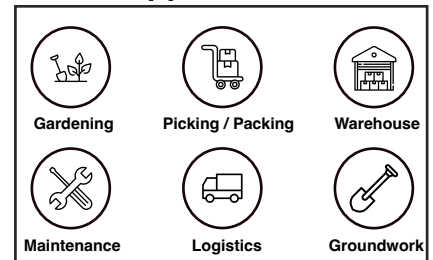 Gardening
Picking / Packing
Warehouse
Maintenance
Logistics
Groundwork